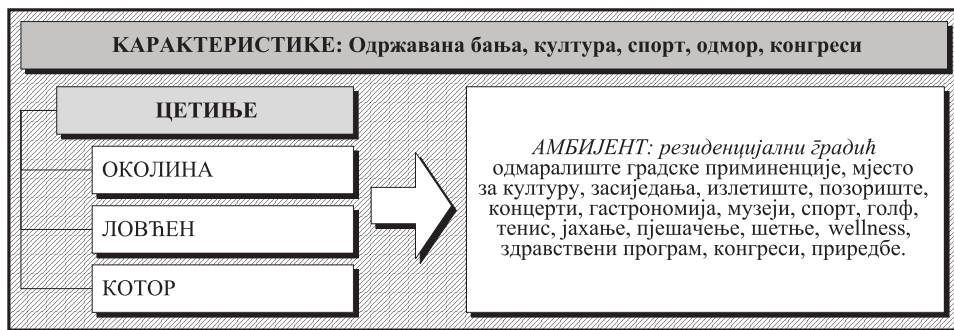 КАРАКТЕРИСТИКЕ: Одржавана бања, култура, спорт, одмор, конгреси
ЦЕТИЊЕ
ОКОЛИНА
ЛОВЋЕН
КОТОР
АМБИЈЕНТ: резиденцијални градић
одмаралиште градске приминенције, мјесто
за културу, засиједања, излетиште, позориште,
концерти, гастрономија, музеји, спорт, голф,
тенис, јахање, пјешачење, шетње, wellness,
здравствени програм, конгреси, приредбе.